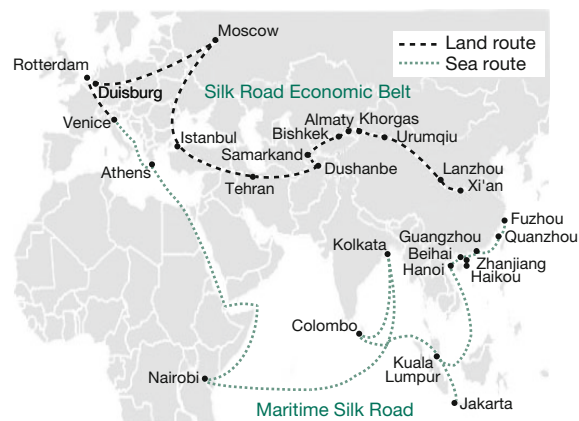 Moscow
Land route
Sea route
Rotterdam
Duisburg
Silk Road Economic Belt
Venice
Almaty
Khorgas
Istanbul
Bishkek
Urumqiu
Samarkand
Athens
Lanzhou
Tehran
Dushanbe
Xi'an
Fuzhou
Guangzhou
Quanzhou
Kolkata
Beihai
Zhanjiang
Hanoi
Haikou
Colombo
Kuala
Lumpur
Nairobi
Maritime Silk Road
Jakarta